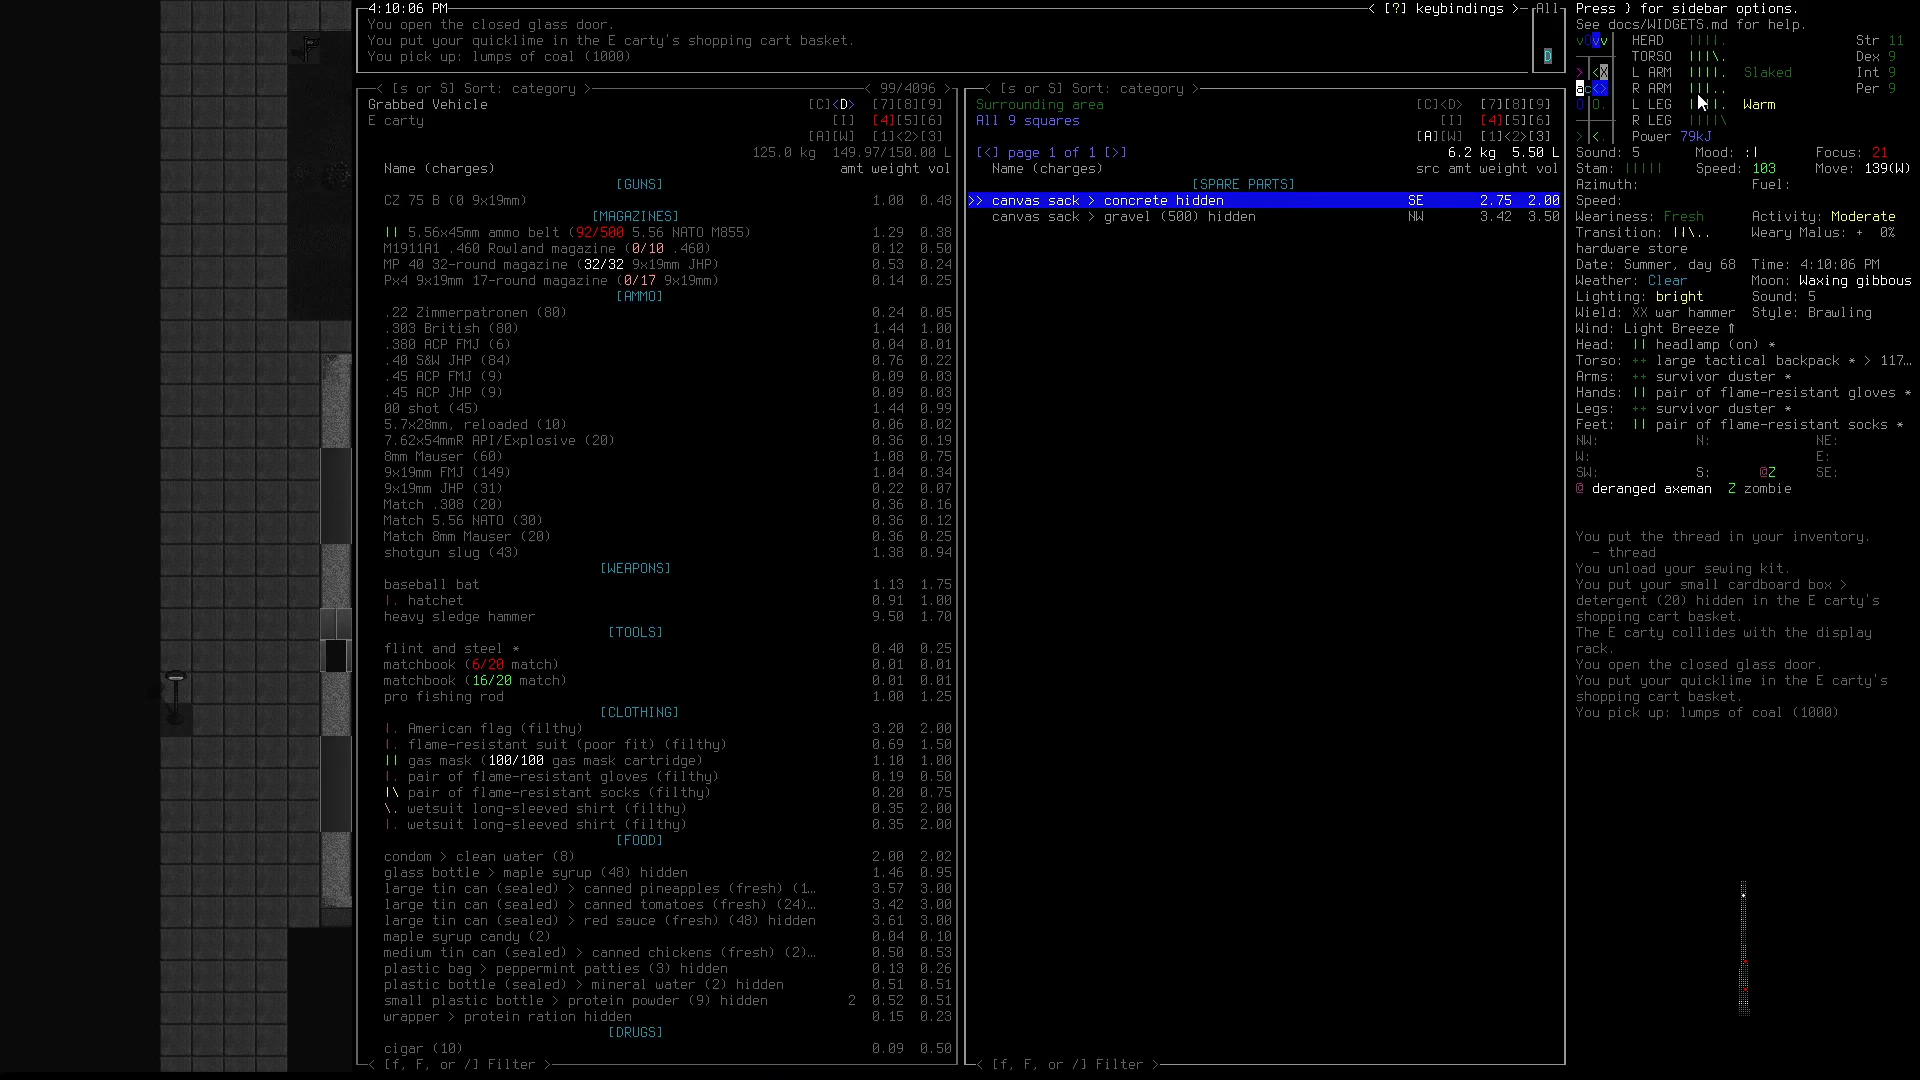 4:10:06 PM < [?] keybindings > All
You open the closed glass door.
You put your quicklime in the E carty's shopping cart basket.
You pick up: lumps of coal (1000)
D
< [s or S] Sort: category > < 99/4096 >
Grabbed Vehicle [C]<D> [7][8][9]
E carty [I] [4][5][6]
[A][W] [1]<2>[3]
125.0 kg 149.97/150.00 L
Name (charges) amt weight vol
[GUNS]
CZ 75 B (0 9x19mm) 1.00 0.48
[MAGAZINES]
|| 5.56x45mm ammo belt (92/500 5.56 NATO M855) 1.29 0.38
M1911A1 .460 Rowland magazine (0/10 .460) 0.12 0.50
MP 40 32-round magazine (32/32 9x19mm JHP) 0.53 0.24
Px4 9x19mm 17-round magazine (0/17 9x19mm) 0.14 0.25
[AMMO]
.22 Zimmerpatronen (80) 0.24 0.05
.303 British (80) 1.44 1.00
.380 ACP FMJ (6) 0.04 0.01
.40 S&W JHP (84) 0.76 0.22
.45 ACP FMJ (9) 0.09 0.03
.45 ACP JHP (9) 0.09 0.03
00 shot (45) 1.44 0.99
5.7x28mm, reloaded (10) 0.06 0.02
7.62x54mmR API/Explosive (20) 0.36 0.19
8mm Mauser (60) 1.08 0.75
9x19mm FMJ (149) 1.04 0.34
9x19mm JHP (31) 0.22 0.07
Match .308 (20) 0.36 0.16
Match 5.56 NATO (30) 0.36 0.12
Match 8mm Mauser (20) 0.36 0.25
shotgun slug (43) 1.38 0.94
[WEAPONS]
baseball bat 1.13 1.75
|. hatchet 0.91 1.00
heavy sledge hammer 9.50 1.70
[TOOLS]
flint and steel * 0.40 0.25
matchbook (6/20 match) 0.01 0.01
matchbook (16/20 match) 0.01 0.01
pro fishing rod 1.00 1.25
[CLOTHING]
|. American flag (filthy) 3.20 2.00
|. flame-resistant suit (poor fit) (filthy) 0.69 1.50
|| gas mask (100/100 gas mask cartridge) 1.10 1.00
|. pair of flame-resistant gloves (filthy) 0.19 0.50
|\ pair of flame-resistant socks (filthy) 0.20 0.75
\. wetsuit long-sleeved shirt (filthy) 0.35 2.00
|. wetsuit long-sleeved shirt (filthy) 0.35 2.00
[FOOD]
condom > clean water (8) 2.00 2.02
glass bottle > maple syrup (48) hidden 1.46 0.95
large tin can (sealed) > canned pineapples (fresh) (1… 3.57 3.00
large tin can (sealed) > canned tomatoes (fresh) (24)… 3.42 3.00
large tin can (sealed) > red sauce (fresh) (48) hidden 3.61 3.00
maple syrup candy (2) 0.04 0.10
medium tin can (sealed) > canned chickens (fresh) (2)… 0.50 0.53
plastic bag > peppermint patties (3) hidden 0.13 0.26
plastic bottle (sealed) > mineral water (2) hidden 0.51 0.51
small plastic bottle > protein powder (9) hidden 2 0.52 0.51
wrapper > protein ration hidden 0.15 0.23
[DRUGS]
cigar (10) 0.09 0.50
< [f, F, or /] Filter >
< [s or S] Sort: category >
Surrounding area [C]<D> [7][8][9]
All 9 squares [I] [4][5][6]
[A][W] [1]<2>[3]
[<] page 1 of 1 [>] 6.2 kg 5.50 L
Name (charges) src amt weight vol
[SPARE PARTS]
>> canvas sack > concrete hidden SE 2.75 2.00
canvas sack > gravel (500) hidden NW 3.42 3.50
< [f, F, or /] Filter >
Press } for sidebar options.
See docs/WIDGETS.md for help.
HEAD ||||. Str 11
TORSO |||\. Dex 9
L ARM ||||. Slaked Int 9
R ARM |||.. Per 9
L LEG ||||. Warm
R LEG ||||\
Power 79kJ
Sound: 5 Mood: :| Focus: 21
Stam: ||||| Speed: 103 Move: 139(W)
Azimuth: Fuel:
Speed:
Weariness: Fresh Activity: Moderate
Transition: ||\.. Weary Malus: + 0%
hardware store
Date: Summer, day 68 Time: 4:10:06 PM
Weather: Clear Moon: Waxing gibbous
Lighting: bright Sound: 5
Wield: XX war hammer Style: Brawling
Wind: Light Breeze ⇑
Head: || headlamp (on) *
Torso: ++ large tactical backpack * > 117…
Arms: ++ survivor duster *
Hands: || pair of flame-resistant gloves *
Legs: ++ survivor duster *
Feet: || pair of flame-resistant socks *
NW: N: NE:
W: E:
SW: S: @Z SE:
@ deranged axeman Z zombie
You put the thread in your inventory.
- thread
You unload your sewing kit.
You put your small cardboard box >
detergent (20) hidden in the E carty's
shopping cart basket.
The E carty collides with the display
rack.
You open the closed glass door.
You put your quicklime in the E carty's
shopping cart basket.
You pick up: lumps of coal (1000)